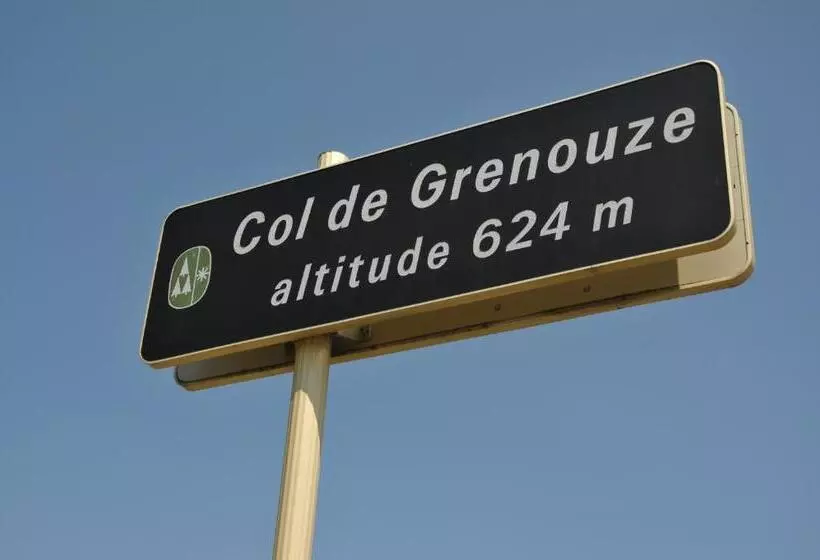 Col de Grenouze
altitude 624 m